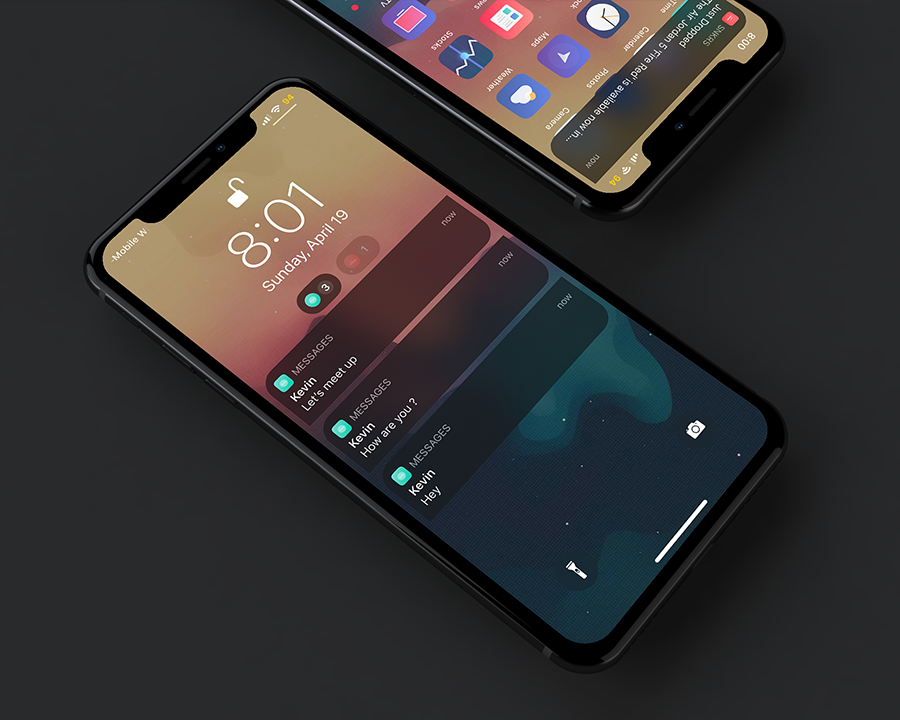 -Mobile W
94
8:01
Sunday, April 19
3
1
MESSAGES
now
Kevin
Let's meet up
MESSAGES
now
Kevin
How are you ?
MESSAGES
now
Kevin
Hey
8:00
94
SNKRS
now
Just Dropped
The Air Jordan 5 'Fire Red' is available now in...
Time
Calendar
Photos
Camera
Maps
Weather
Stocks
TV